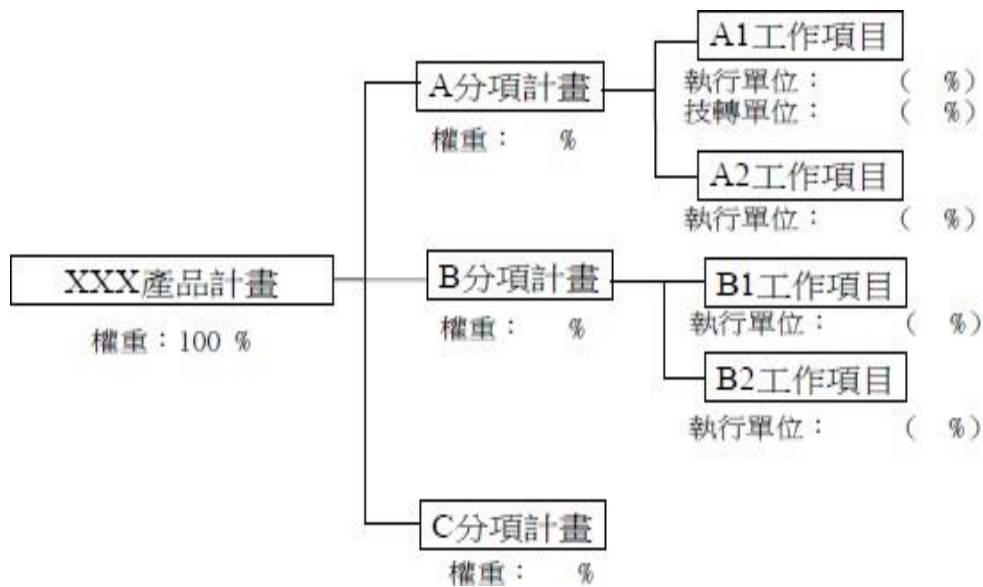 XXX產品計畫
權重：100 %
A分項計畫
權重： %
A1工作項目
執行單位： （ %）
技轉單位： （ %）
A2工作項目
執行單位： （ %）
B分項計畫
權重： %
B1工作項目
執行單位： （ %）
B2工作項目
執行單位： （ %）
C分項計畫
權重： %